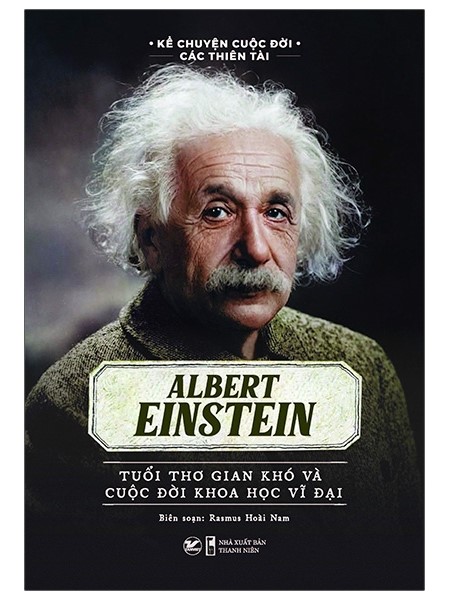 • KỂ CHUYỆN CUỘC ĐỜI
CÁC THIÊN TÀI •
ALBERT
EINSTEIN
TUỔI THƠ GIAN KHÓ VÀ
CUỘC ĐỜI KHOA HỌC VĨ ĐẠI
Biên soạn: Rasmus Hoài Nam
NHÀ XUẤT BẢN
THANH NIÊN